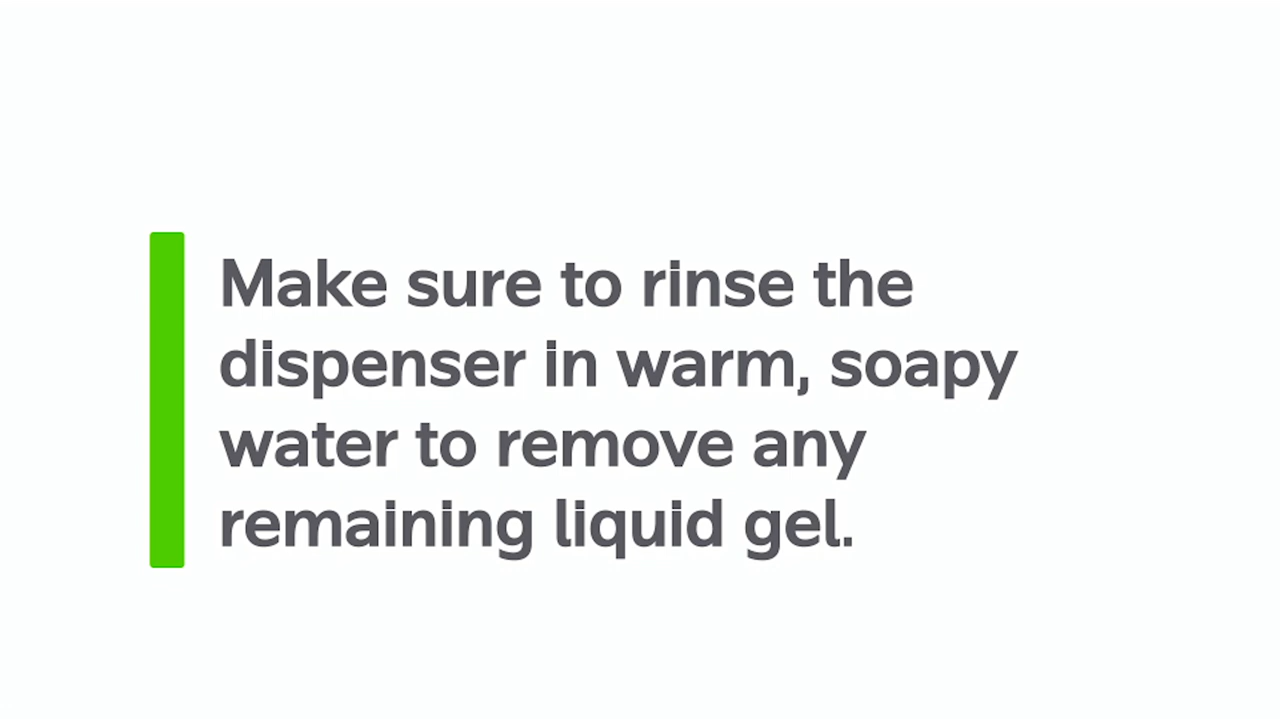 Make sure to rinse the
dispenser in warm, soapy
water to remove any
remaining liquid gel.